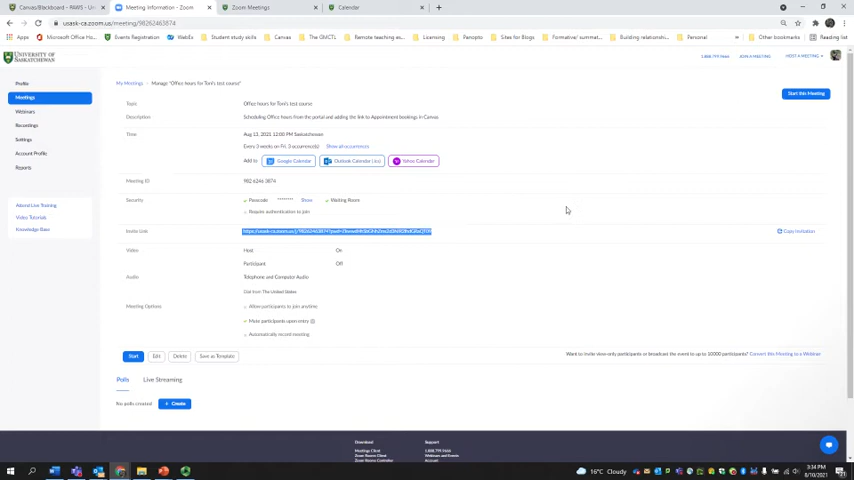 Canvas/Blackboard - PAWS - Univ
Meeting Information - Zoom
Zoom Meetings
Calendar
usask-ca.zoom.us/meeting/98262463874
Apps
Microsoft Office Ho...
Events Registration
WebEx
Student study skills
Canvas
The GMCTL
Remote teaching as...
Learning
Panopto
Sites for Blogs
Formative/ summat...
Building relationshi...
Personal
Other bookmarks
Reading list
UNIVERSITY OF
SASKATCHEWAN
1.888.799.9666
JOIN A MEETING
HOST A MEETING
Profile
Meetings
Webinars
Recordings
Settings
Account Profile
Reports
Attend Live Training
Video Tutorials
Knowledge Base
My Meetings > Manage "Office hours for Tom's test course"
Start this Meeting
Topic Office hours for Tom's test course
Description Scheduling Office hours from the portal and adding the link to Appointment bookings in Canvas
Time Aug 13, 2021 12:00 PM Saskatchewan
Every 3 weeks on Fri, 3 occurrence(s) Show all occurrences
Add to Google Calendar Outlook Calendar (.ics) Yahoo Calendar
Meeting ID 982 6246 3874
Security Passcode ******** Show Waiting Room
Require authentication to join
Invite Link
Copy Invitation
Video Host On
Participant Off
Audio Telephone and Computer Audio
Dial from The United States
Meeting Options Allow participants to join anytime
Mute participants upon entry
Automatically record meeting
Start Edit Delete Save as Template
Want to invite view-only participants or broadcast the event to up to 10000 participants? Convert this Meeting to a Webinar
Polls Live Streaming
No polls created + Create
Download Support
Meetings Client 1.888.799.9666
Zoom Rooms Client Webinars and Events
Zoom Rooms Controller Account
16°C Cloudy
3:34 PM
8/10/2021